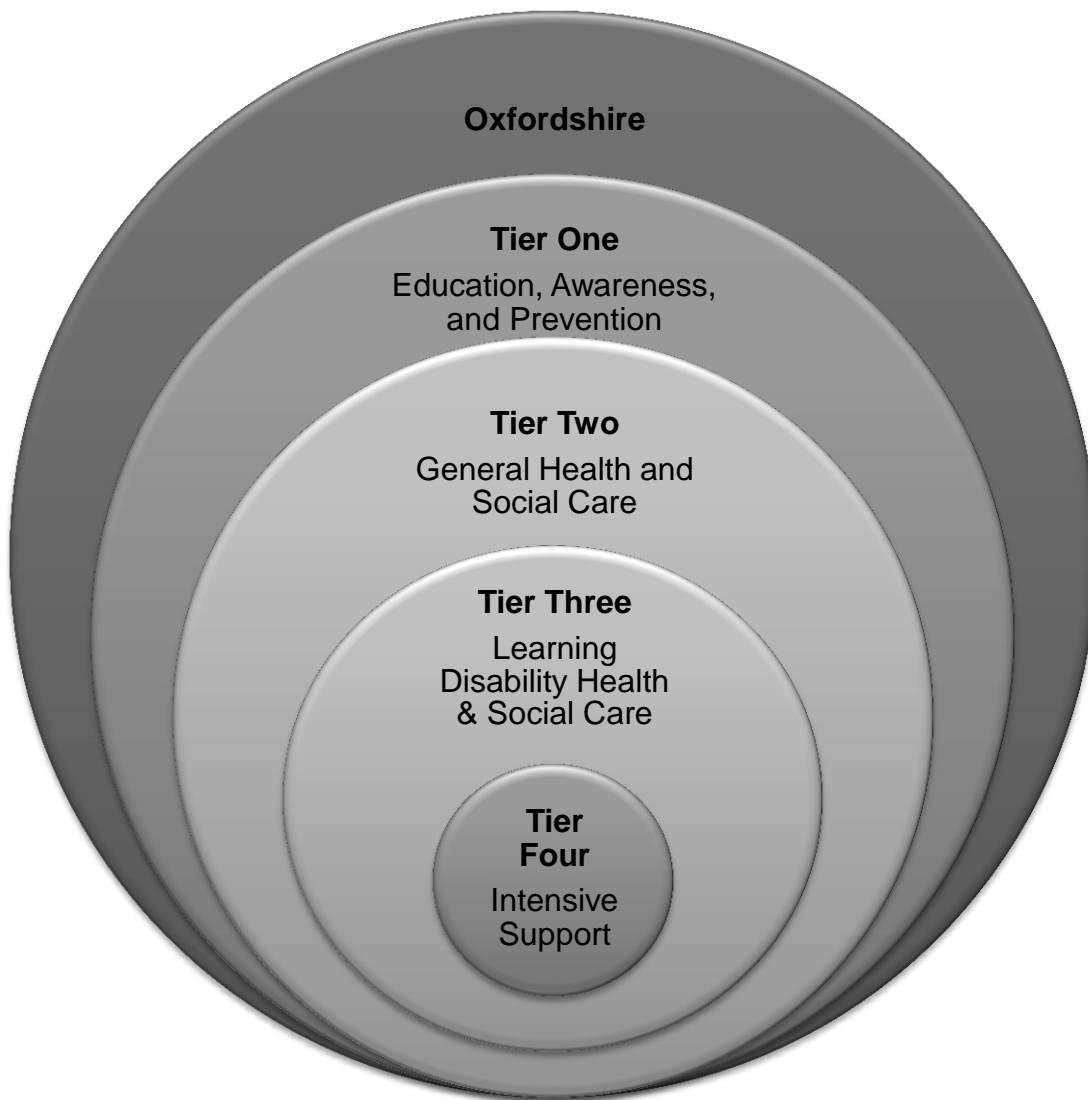 Oxfordshire
Tier One
Education, Awareness,
and Prevention
Tier Two
General Health and
Social Care
Tier Three
Learning
Disability Health
& Social Care
Tier
Four
Intensive
Support